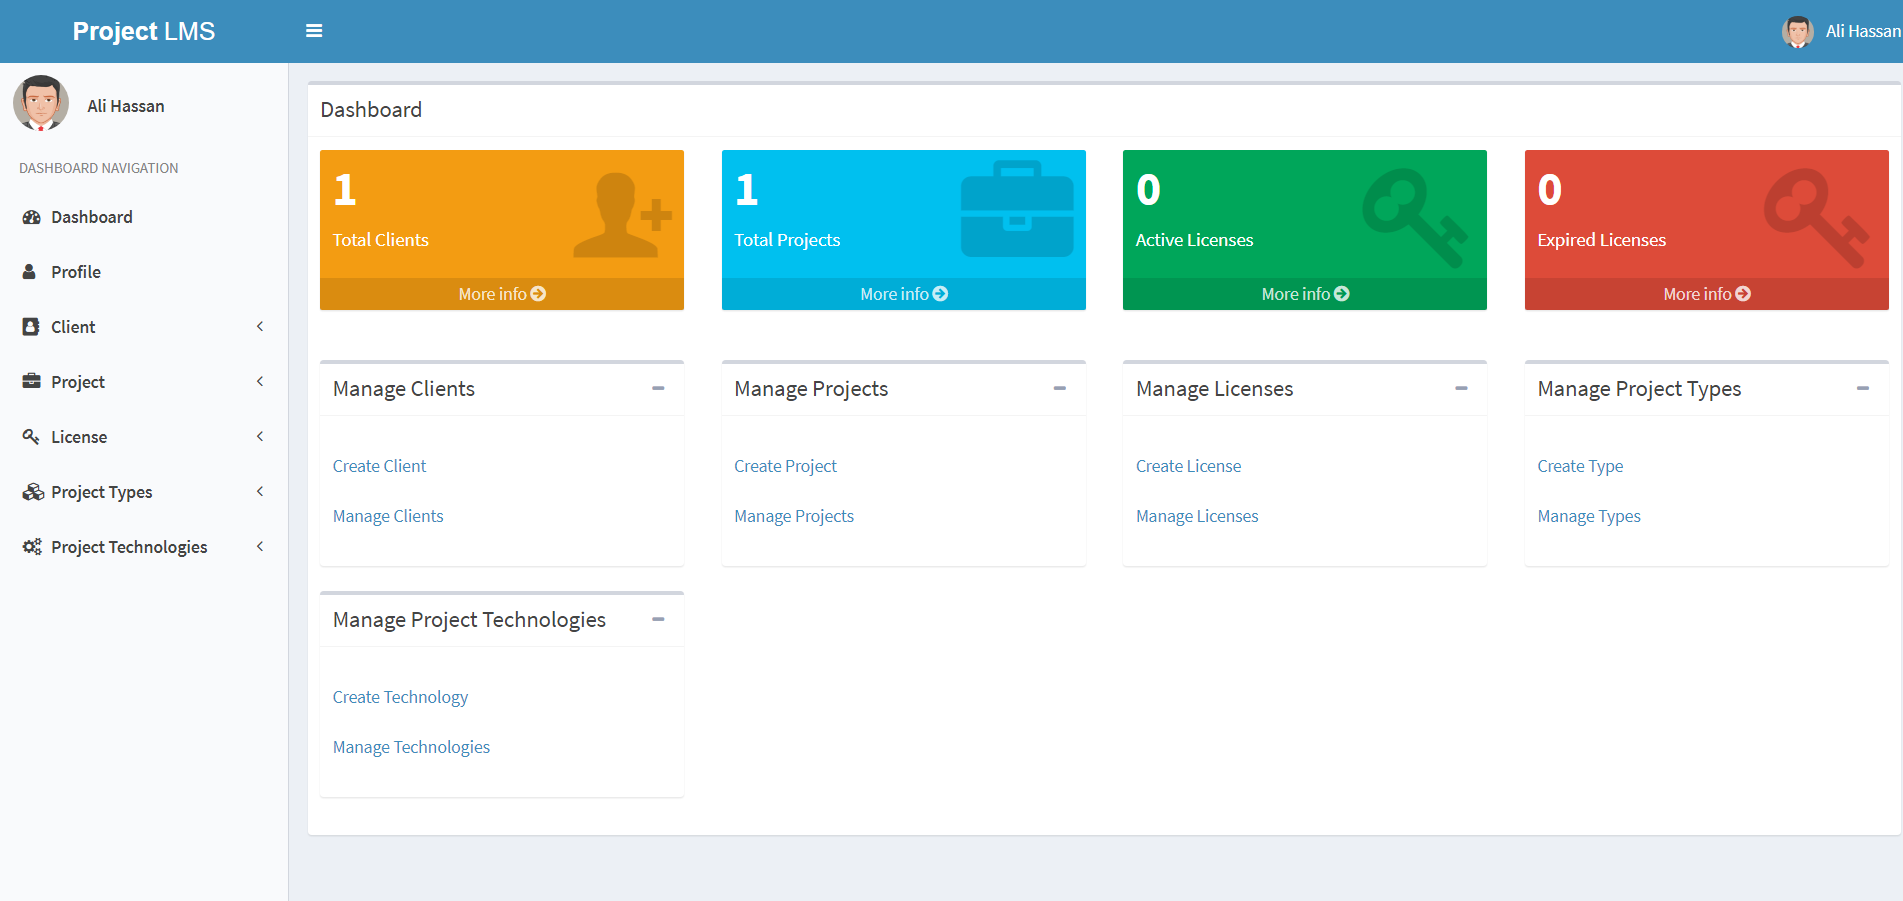 Project LMS
Ali Hassan
Ali Hassan
DASHBOARD NAVIGATION
Dashboard
Profile
Client
Project
License
Project Types
Project Technologies
Dashboard
1
Total Clients
More info
1
Total Projects
More info
0
Active Licenses
More info
0
Expired Licenses
More info
Manage Clients
Create Client
Manage Clients
Manage Projects
Create Project
Manage Projects
Manage Licenses
Create License
Manage Licenses
Manage Project Types
Create Type
Manage Types
Manage Project Technologies
Create Technology
Manage Technologies